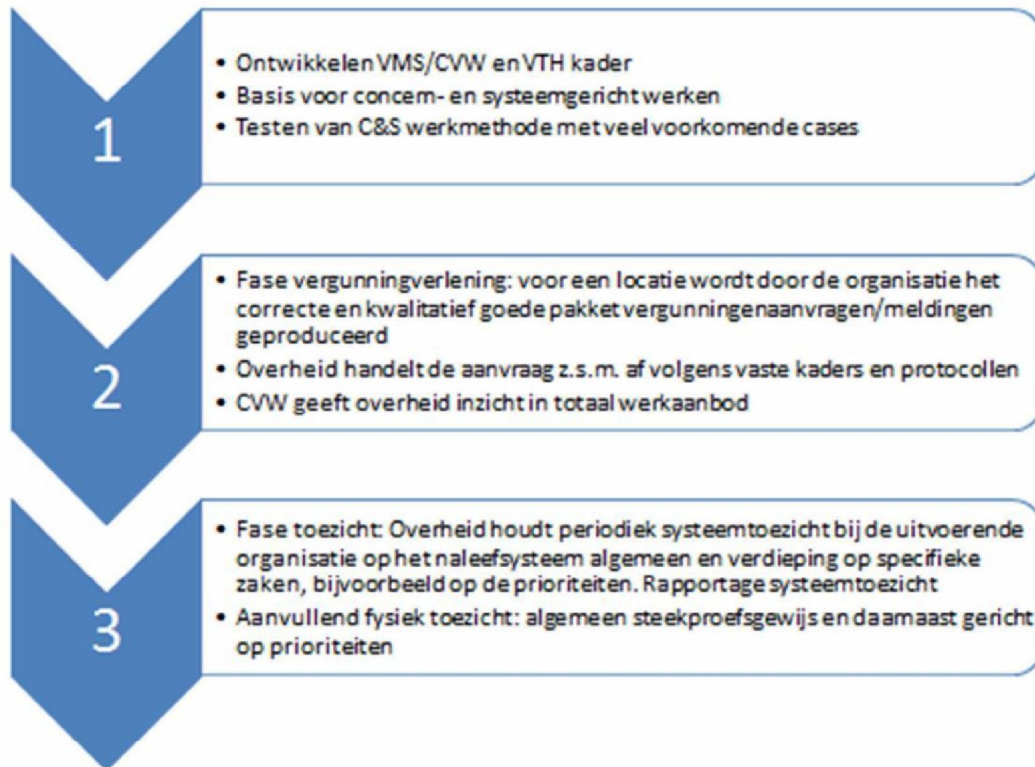 1
• Ontwikkelen VMS/CVW en VTH kader
• Basis voor concern- en systeemgericht werken
• Testen van C&S werkmethode met veel voorkomende cases
2
• Fase vergunningverlening: voor een locatie wordt door de organisatie het
correcte en kwalitatief goede pakket vergunningenaanvragen/meldingen
geproduceerd
• Overheid handelt de aanvraag z.s.m. af volgens vaste kaders en protocollen
• CVW geeft overheid inzicht in totaal werkaanbod
3
• Fase toezicht: Overheid houdt periodiek systeemtoezicht bij de uitvoerende
organisatie op het naleefsysteem algemeen en verdieping op specifieke
zaken, bijvoorbeeld op de prioriteiten. Rapportage systeemtoezicht
• Aanvullend fysiek toezicht: algemeen steekproefsgewijs en daarnaast gericht
op prioriteiten